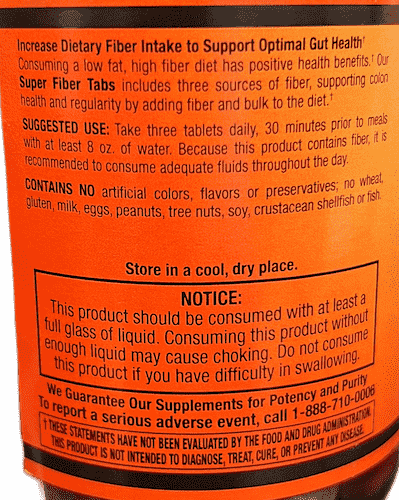 Increase Dietary Fiber Intake to Support Optimal Gut Health†
Consuming a low fat, high fiber diet has positive health benefits.† Our
Super Fiber Tabs includes three sources of fiber, supporting colon
health and regularity by adding fiber and bulk to the diet.†
SUGGESTED USE: Take three tablets daily, 30 minutes prior to meals
with at least 8 oz. of water. Because this product contains fiber, it is
recommended to consume adequate fluids throughout the day.
CONTAINS NO artificial colors, flavors or preservatives; no wheat,
gluten, milk, eggs, peanuts, tree nuts, soy, crustacean shellfish or fish.
Store in a cool, dry place.
NOTICE:
This product should be consumed with at least a
full glass of liquid. Consuming this product without
enough liquid may cause choking. Do not consume
this product if you have difficulty in swallowing.
We Guarantee Our Supplements for Potency and Purity
To report a serious adverse event, call 1-888-710-0006
†THESE STATEMENTS HAVE NOT BEEN EVALUATED BY THE FOOD AND DRUG ADMINISTRATION.
THIS PRODUCT IS NOT INTENDED TO DIAGNOSE, TREAT, CURE, OR PREVENT ANY DISEASE.